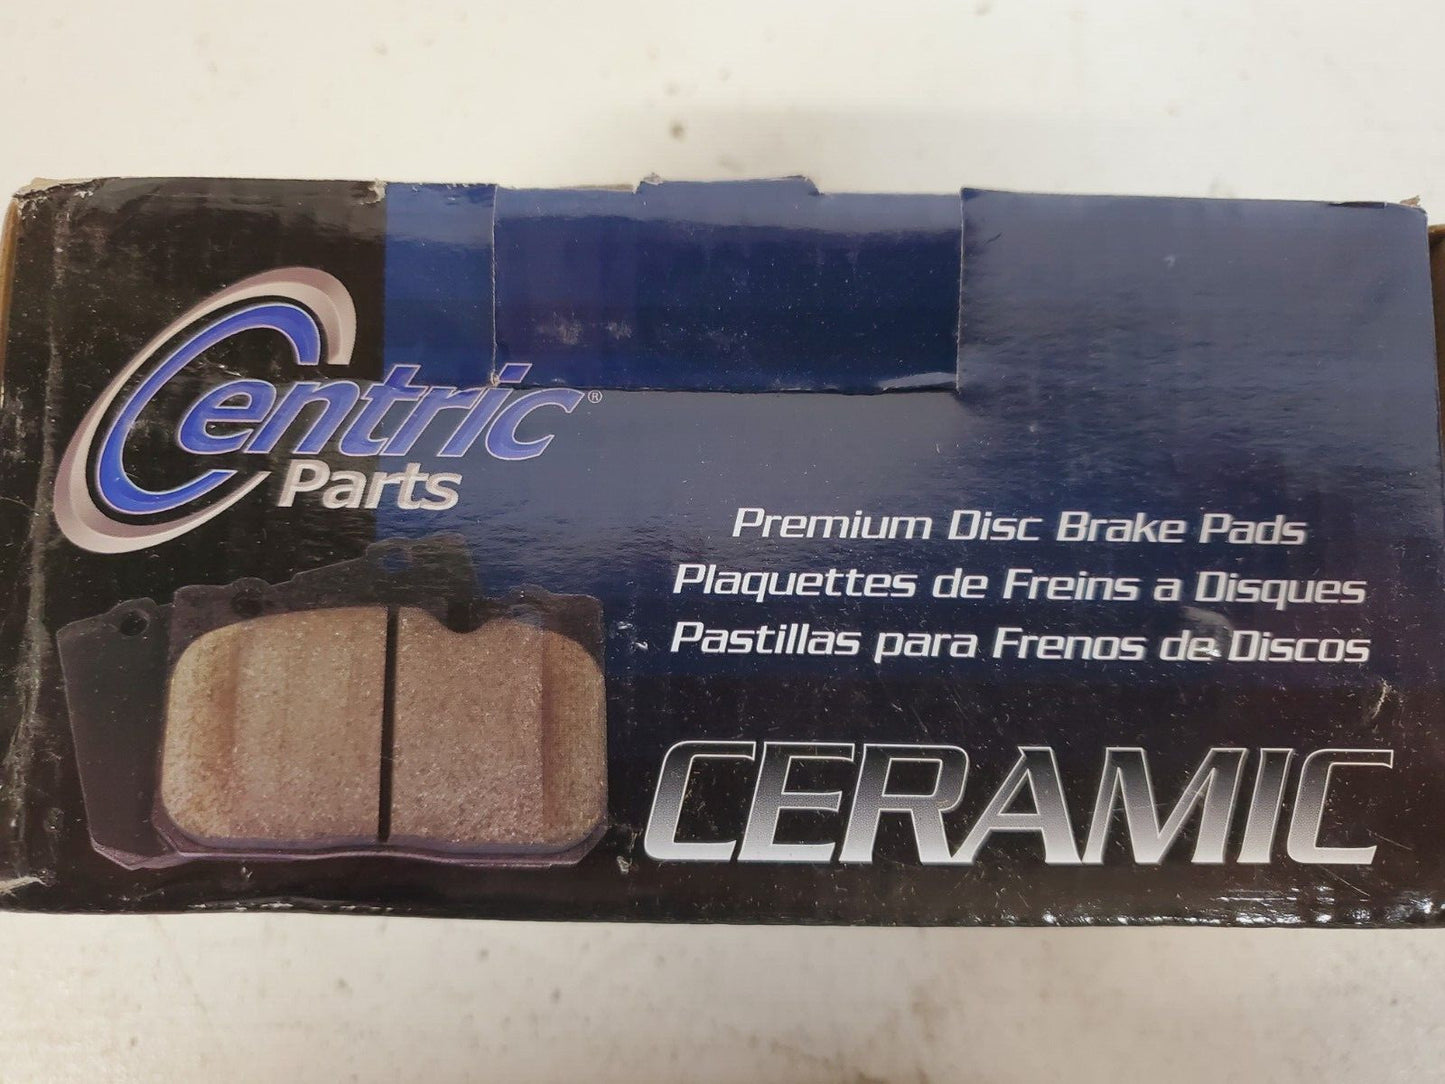 Centric®
Parts
Premium Disc Brake Pads
Plaquettes de Freins a Disques
Pastillas para Frenos de Discos
CERAMIC